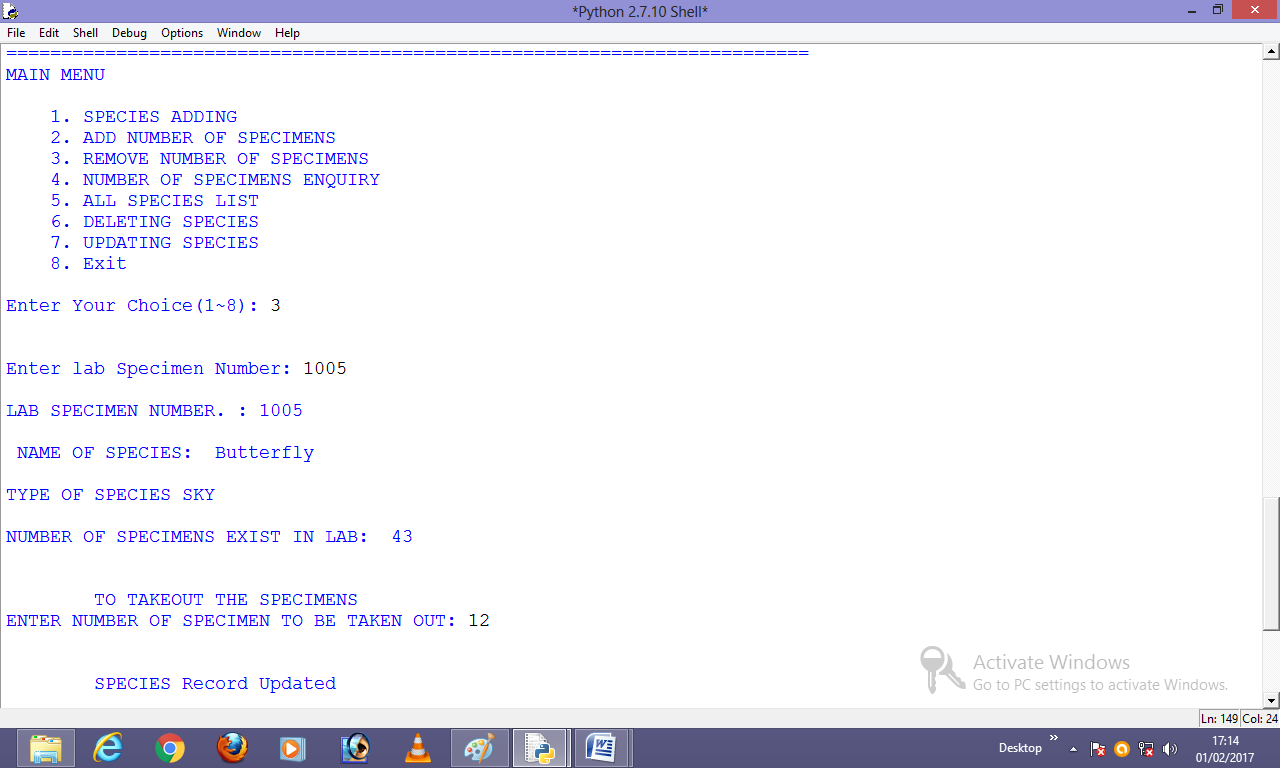 *Python 2.7.10 Shell*
File Edit Shell Debug Options Window Help
=========================================================================
MAIN MENU
1. SPECIES ADDING
2. ADD NUMBER OF SPECIMENS
3. REMOVE NUMBER OF SPECIMENS
4. NUMBER OF SPECIMENS ENQUIRY
5. ALL SPECIES LIST
6. DELETING SPECIES
7. UPDATING SPECIES
8. Exit
Enter Your Choice(1~8): 3
Enter lab Specimen Number: 1005
LAB SPECIMEN NUMBER. : 1005
NAME OF SPECIES:  Butterfly
TYPE OF SPECIES SKY
NUMBER OF SPECIMENS EXIST IN LAB:  43
TO TAKEOUT THE SPECIMENS
ENTER NUMBER OF SPECIMEN TO BE TAKEN OUT: 12
SPECIES Record Updated
Activate Windows
Go to PC settings to activate Windows.
Ln: 149 Col: 24
Desktop
17:14
01/02/2017